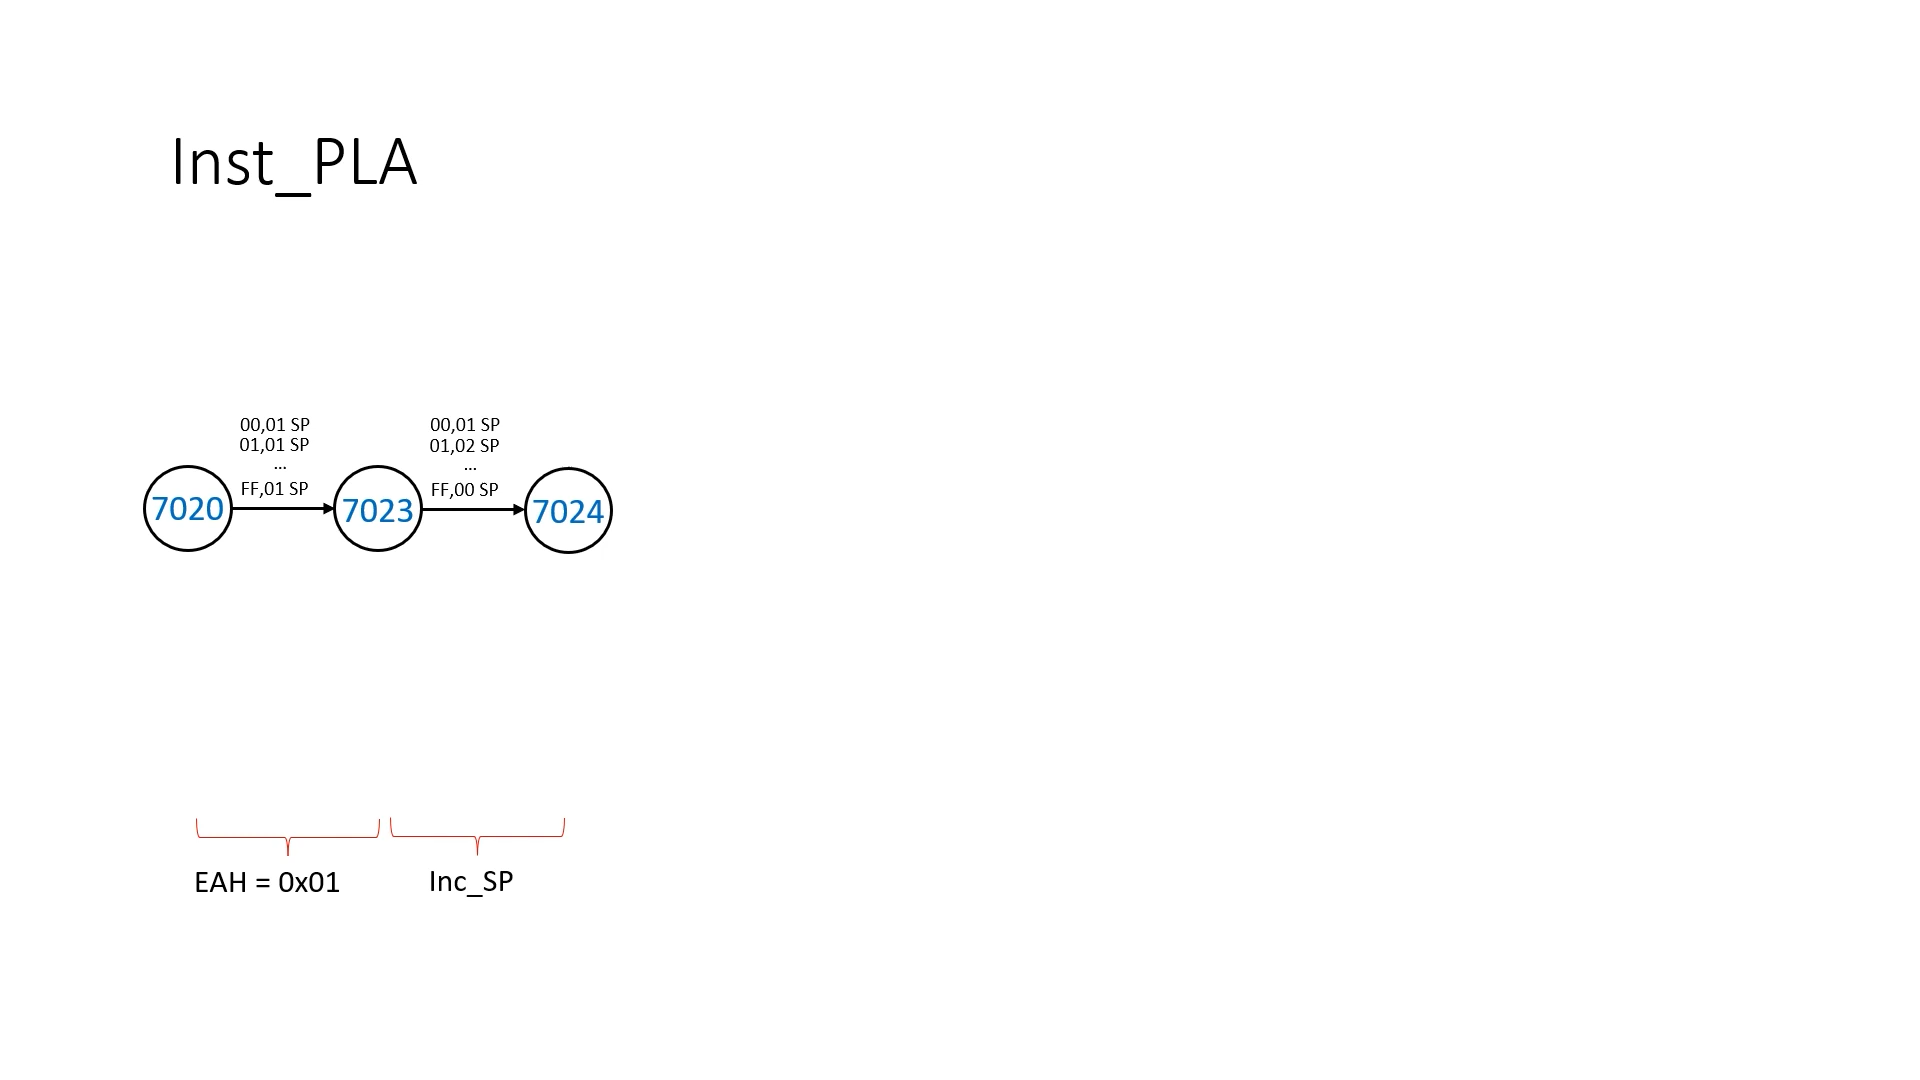 Inst_PLA
00,01 SP
01,01 SP
...
FF,01 SP
00,01 SP
01,02 SP
...
FF,00 SP
7020
7023
7024
EAH = 0x01
Inc_SP